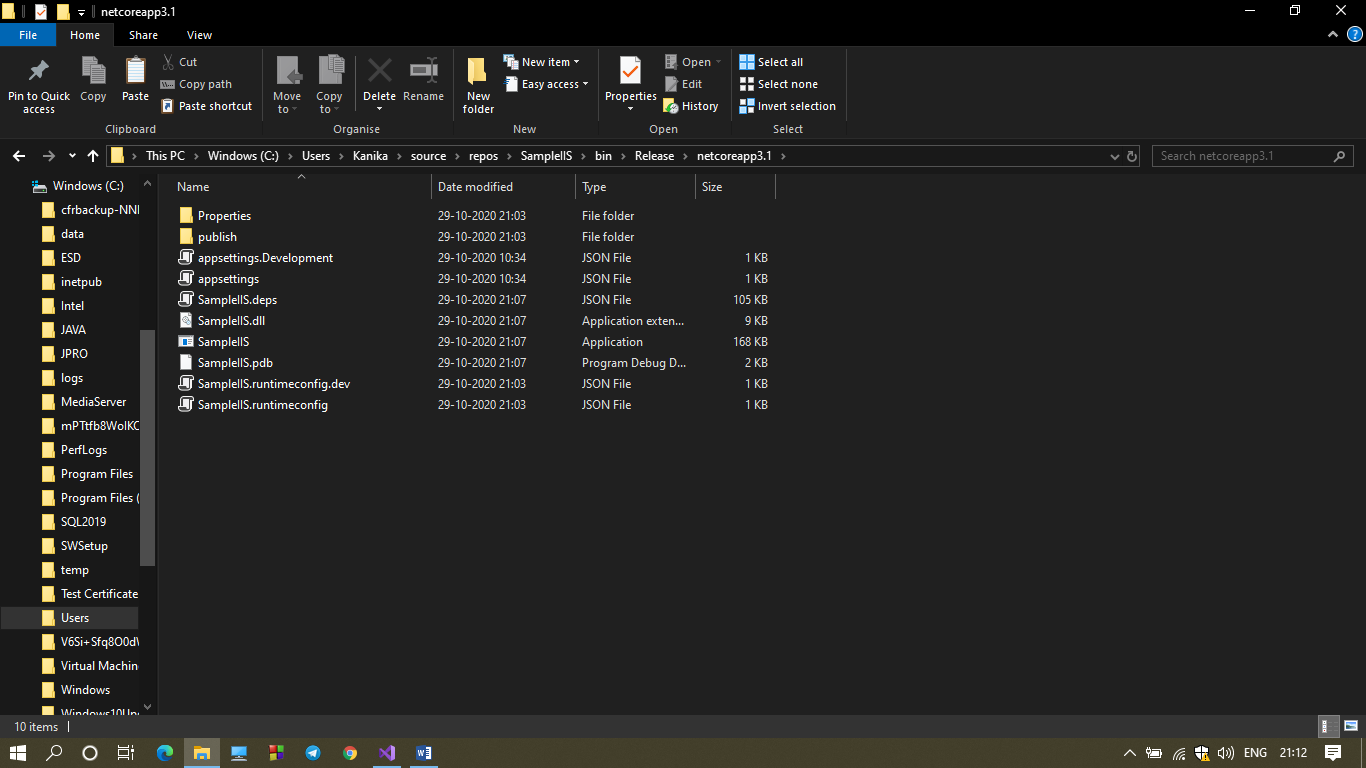 netcoreapp3.1
File Home Share View
Pin to Quick access
Copy
Paste
Cut
Copy path
Paste shortcut
Clipboard
Move to
Copy to
Delete
Rename
Organise
New folder
New item
Easy access
New
Properties
Open
Edit
History
Open
Select all
Select none
Invert selection
Select
This PC > Windows (C:) > Users > Kanika > source > repos > SampleIIS > bin > Release > netcoreapp3.1 >
Search netcoreapp3.1
Windows (C:)
cfrbackup-NNI
data
ESD
inetpub
Intel
JAVA
JPRO
logs
MediaServer
mPTtfb8WoIKC
PerfLogs
Program Files
Program Files (
SQL2019
SWSetup
temp
Test Certificate
Users
V6Si+Sfq8O0dW
Virtual Machin
Windows
Windows10Up
Name Date modified Type Size
Properties 29-10-2020 21:03 File folder
publish 29-10-2020 21:03 File folder
appsettings.Development 29-10-2020 10:34 JSON File 1 KB
appsettings 29-10-2020 10:34 JSON File 1 KB
SampleIIS.deps 29-10-2020 21:07 JSON File 105 KB
SampleIIS.dll 29-10-2020 21:07 Application exten... 9 KB
SampleIIS 29-10-2020 21:07 Application 168 KB
SampleIIS.pdb 29-10-2020 21:07 Program Debug D... 2 KB
SampleIIS.runtimeconfig.dev 29-10-2020 21:03 JSON File 1 KB
SampleIIS.runtimeconfig 29-10-2020 21:03 JSON File 1 KB
10 items
ENG 21:12